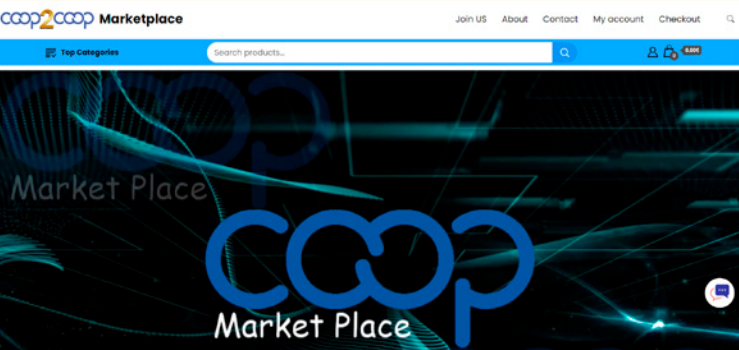 coop2coop Marketplace
Join US About Contact My account Checkout
Top Categories
Search products...
0
0.00€
coop
Market Place
coop
Market Place